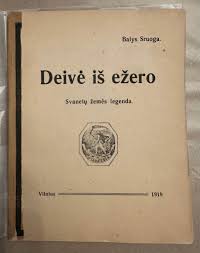 Balys Sruoga.
Deivė iš ežero
Svanetų žemės legenda.
Vilnius
1919